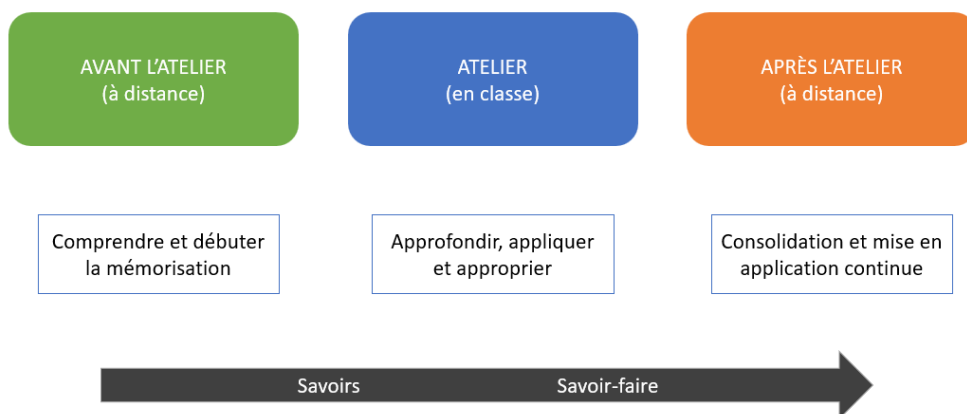 AVANT L’ATELIER
(à distance)
ATELIER
(en classe)
APRÈS L’ATELIER
(à distance)
Comprendre et débuter
la mémorisation
Approfondir, appliquer
et approprier
Consolidation et mise en
application continue
Savoirs
Savoir-faire